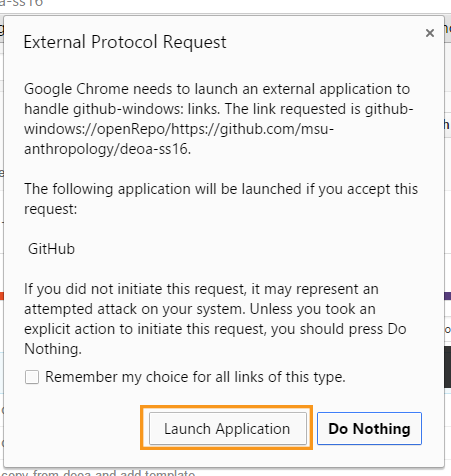 a-ss16
External Protocol Request
×
Google Chrome needs to launch an external application to
handle github-windows: links. The link requested is github-
windows://openRepo/https://github.com/msu-
anthropology/deoa-ss16.
The following application will be launched if you accept this
request:
GitHub
If you did not initiate this request, it may represent an
attempted attack on your system. Unless you took an
explicit action to initiate this request, you should press Do
Nothing.
Remember my choice for all links of this type.
Launch Application
Do Nothing
copy from deoa and add template